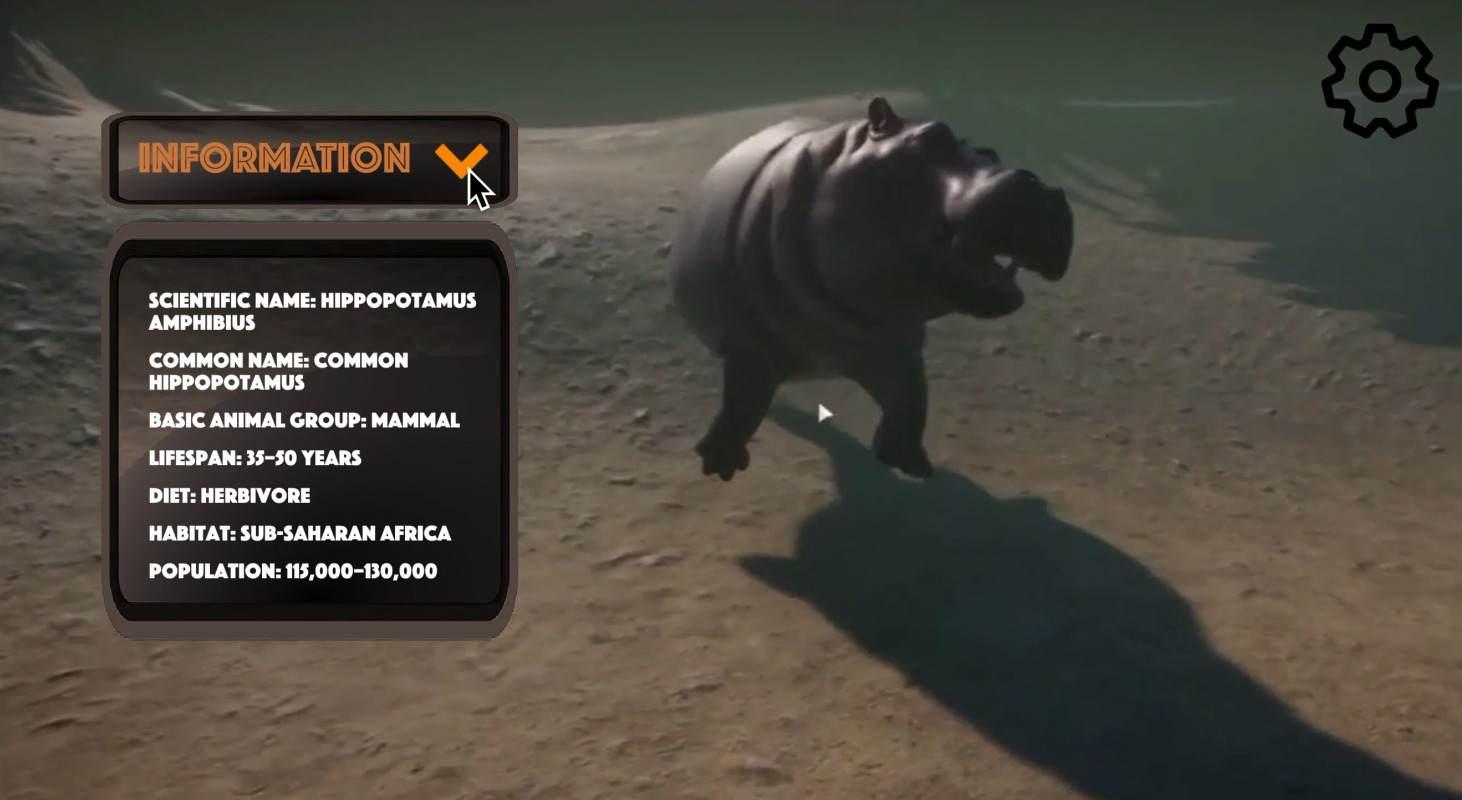 INFORMATION
SCIENTIFIC NAME: HIPPOPOTAMUS
AMPHIBIUS
COMMON NAME: COMMON
HIPPOPOTAMUS
BASIC ANIMAL GROUP: MAMMAL
LIFESPAN: 35–50 YEARS
DIET: HERBIVORE
HABITAT: SUB-SAHARAN AFRICA
POPULATION: 115,000–130,000